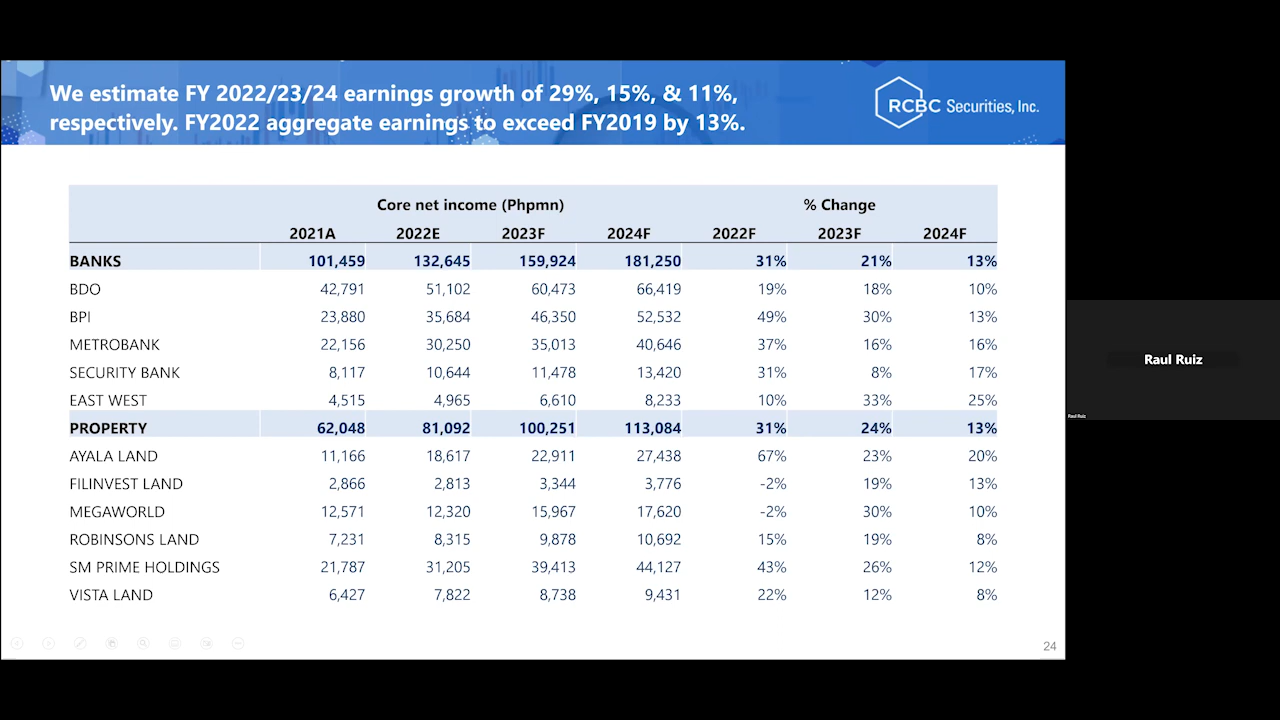 We estimate FY 2022/23/24 earnings growth of 29%, 15%, & 11%,
respectively. FY2022 aggregate earnings to exceed FY2019 by 13%.
RCBC Securities, Inc.
Core net income (Phpmn) % Change
2021A 2022E 2023F 2024F 2022F 2023F 2024F
BANKS 101,459 132,645 159,924 181,250 31% 21% 13%
BDO 42,791 51,102 60,473 66,419 19% 18% 10%
BPI 23,880 35,684 46,350 52,532 49% 30% 13%
METROBANK 22,156 30,250 35,013 40,646 37% 16% 16%
SECURITY BANK 8,117 10,644 11,478 13,420 31% 8% 17%
EAST WEST 4,515 4,965 6,610 8,233 10% 33% 25%
PROPERTY 62,048 81,092 100,251 113,084 31% 24% 13%
AYALA LAND 11,166 18,617 22,911 27,438 67% 23% 20%
FILINVEST LAND 2,866 2,813 3,344 3,776 -2% 19% 13%
MEGAWORLD 12,571 12,320 15,967 17,620 -2% 30% 10%
ROBINSONS LAND 7,231 8,315 9,878 10,692 15% 19% 8%
SM PRIME HOLDINGS 21,787 31,205 39,413 44,127 43% 26% 12%
VISTA LAND 6,427 7,822 8,738 9,431 22% 12% 8%
24
Raul Ruiz
Raul Ruiz